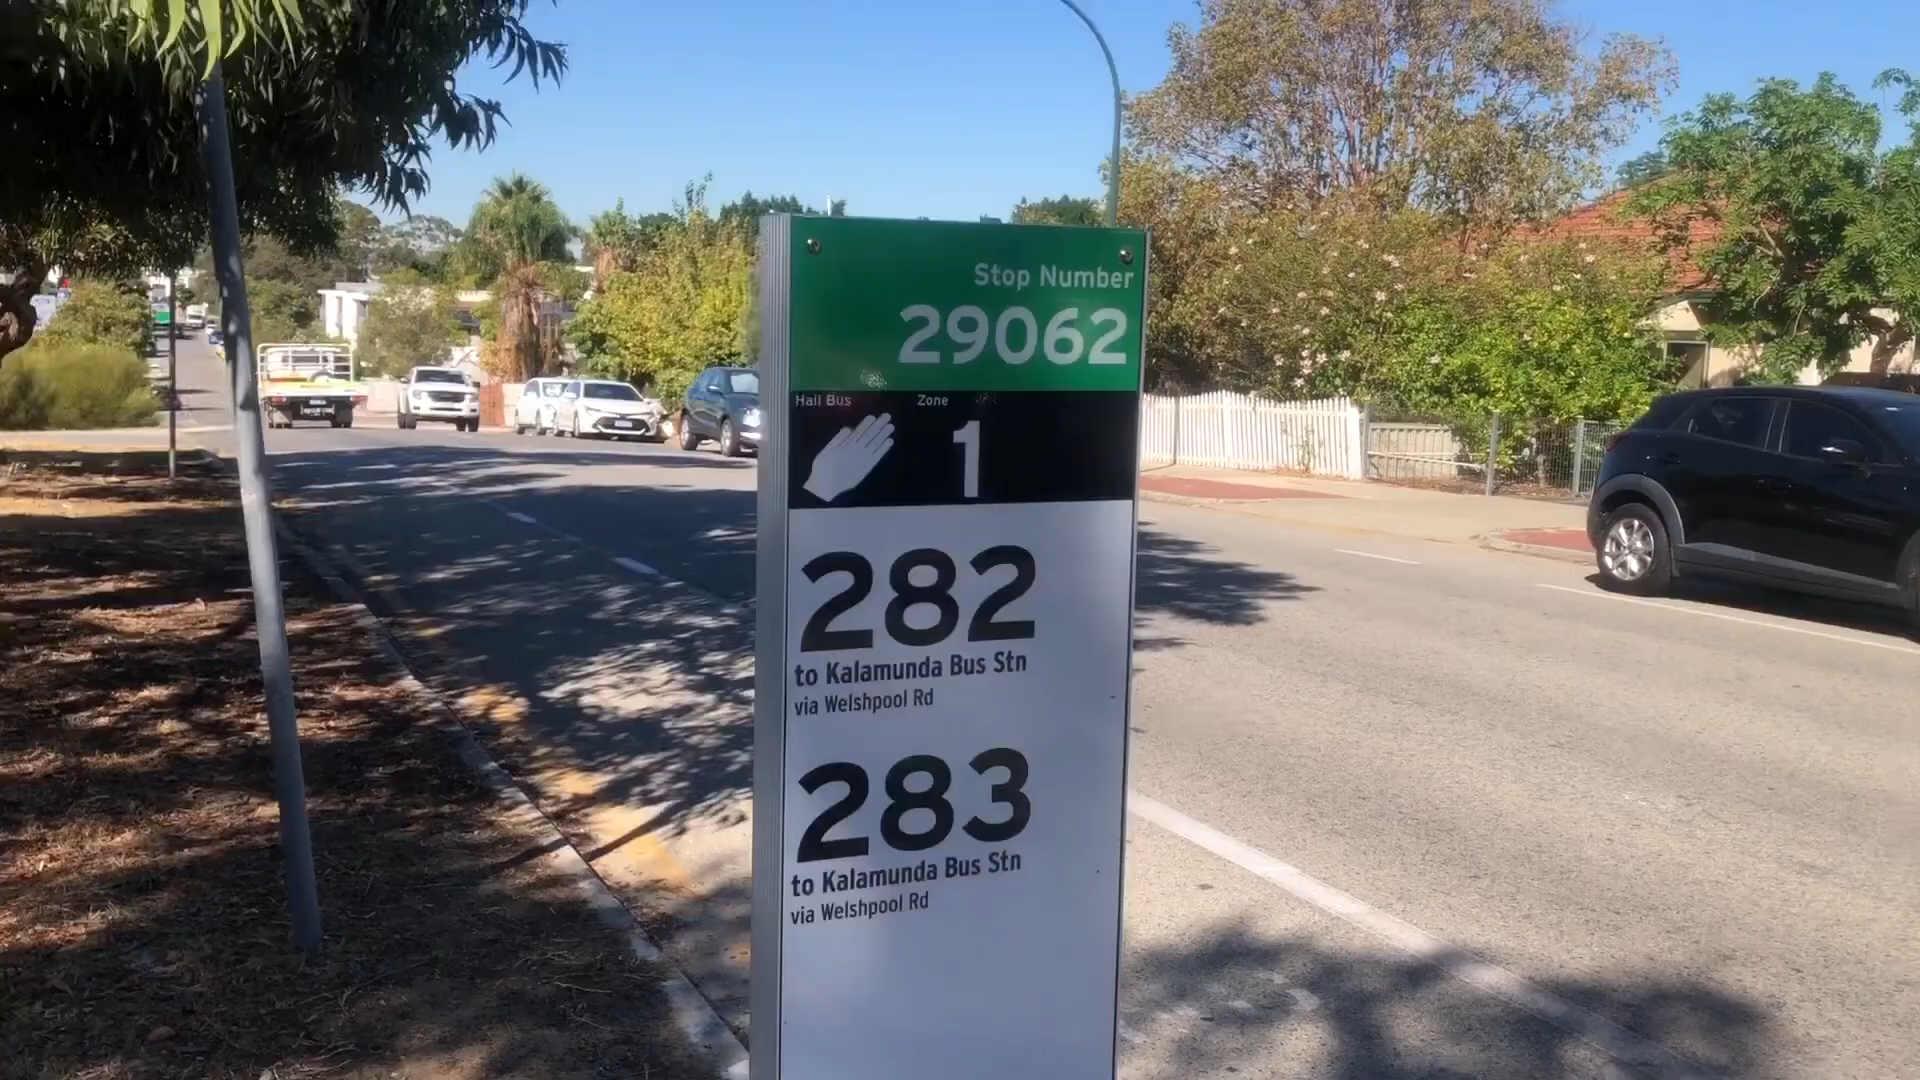 Stop Number
29062
Hail Bus Zone
1
282
to Kalamunda Bus Stn
via Welshpool Rd
283
to Kalamunda Bus Stn
via Welshpool Rd